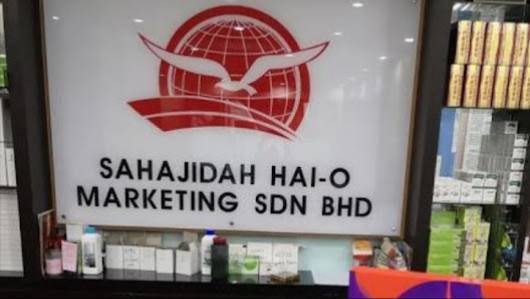 SAHAJIDAH HAI-O
MARKETING SDN BHD